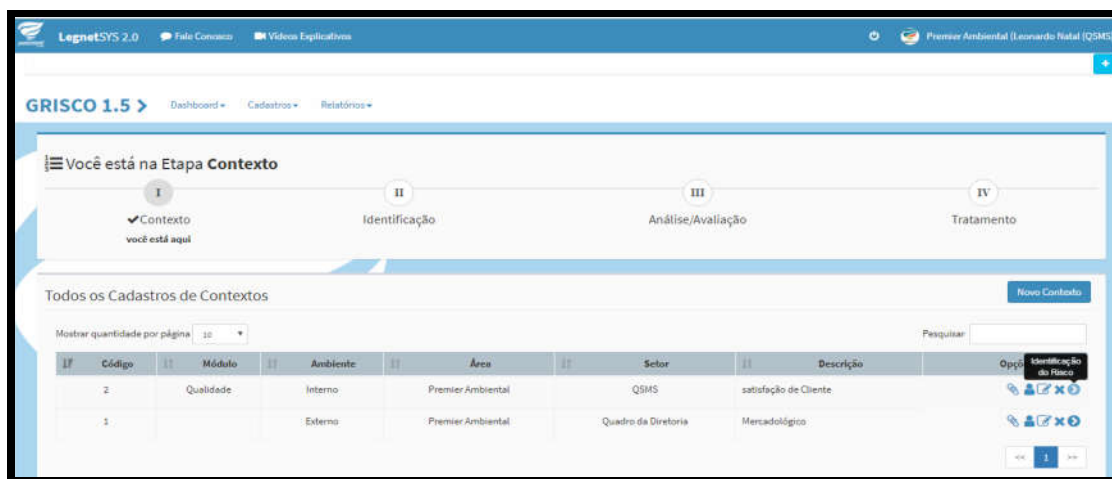 LegnetSYS 2.0 Fale Conosco Vídeos Explicativos Premier Ambiental (Leonardo Natal (QSMS)
GRISCO 1.5 > Dashboard Cadastros Relatórios
Você está na Etapa Contexto
I II III IV
Contexto Identificação Análise/Avaliação Tratamento
você está aqui
Todos os Cadastros de Contextos Novo Contexto
Mostrar quantidade por página 10 Pesquisar
Identificação do Risco
Código Módulo Ambiente Área Setor Descrição Opçõ
2 Qualidade Interno Premier Ambiental QSMS satisfação de Cliente
1 Externo Premier Ambiental Quadro da Diretoria Mercadológico
<< 1 >>